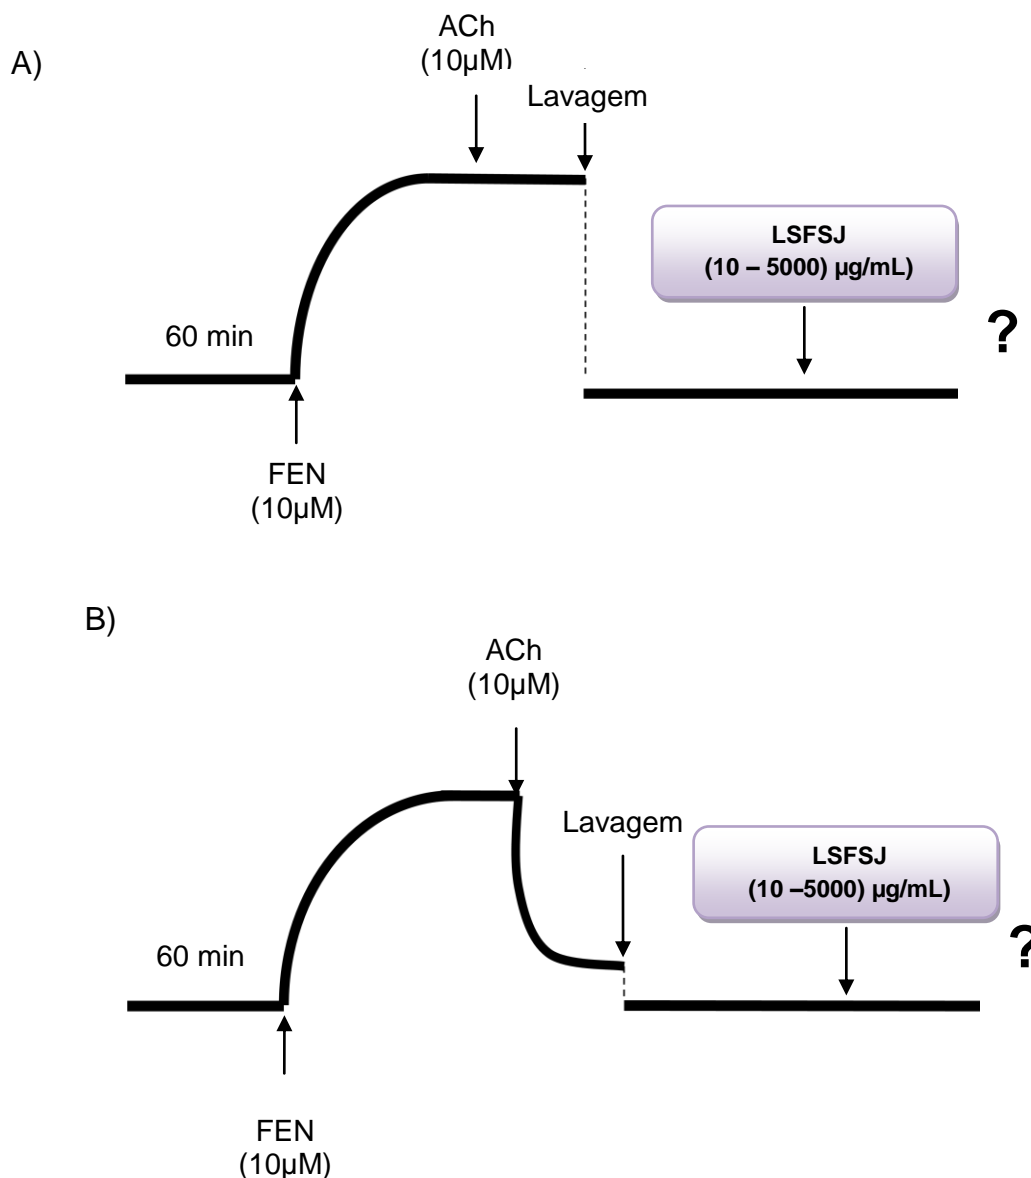 A)
ACh
(10µM)
Lavagem
LSFSJ
(10 – 5000) µg/mL)
?
60 min
FEN
(10µM)
B)
ACh
(10µM)
Lavagem
LSFSJ
(10 –5000) µg/mL)
?
60 min
FEN
(10µM)